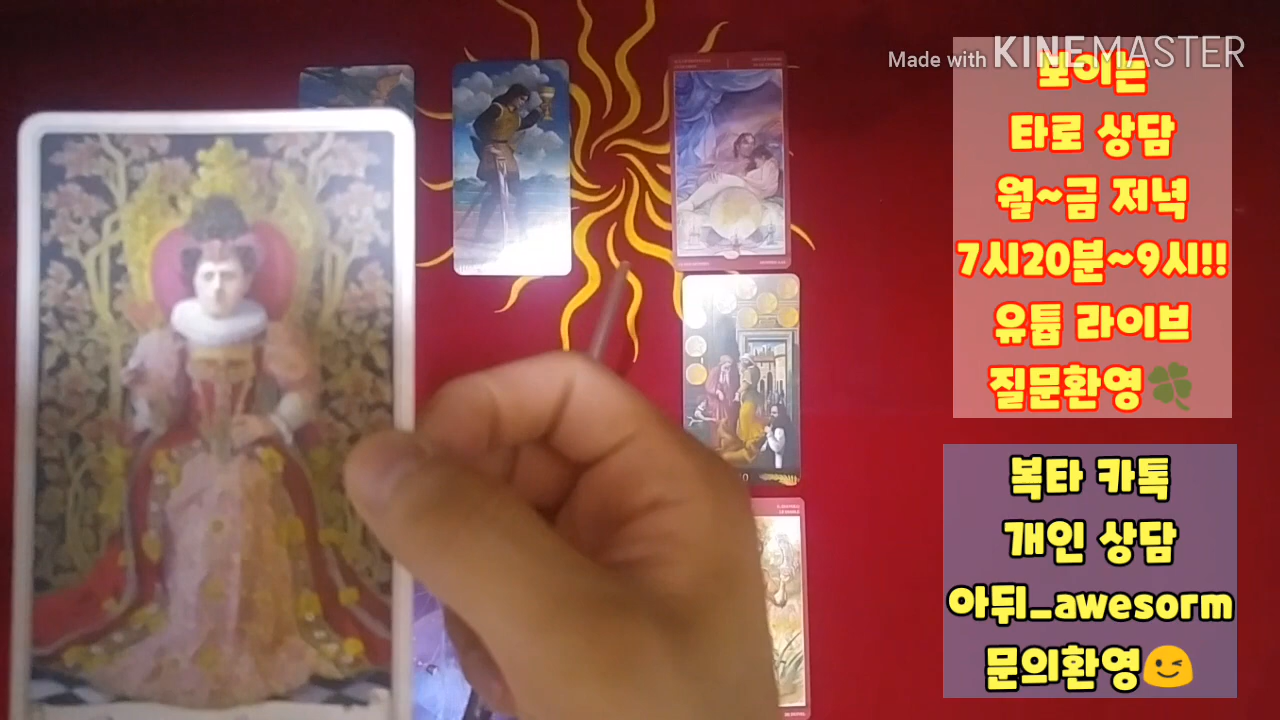 Made with KINEMASTER
보이는
타로 상담
월~금 저녁
7시20분~9시!!
유튭 라이브
질문환영🍀
복타 카톡
개인 상담
아뒤_awesorm
문의환영😉